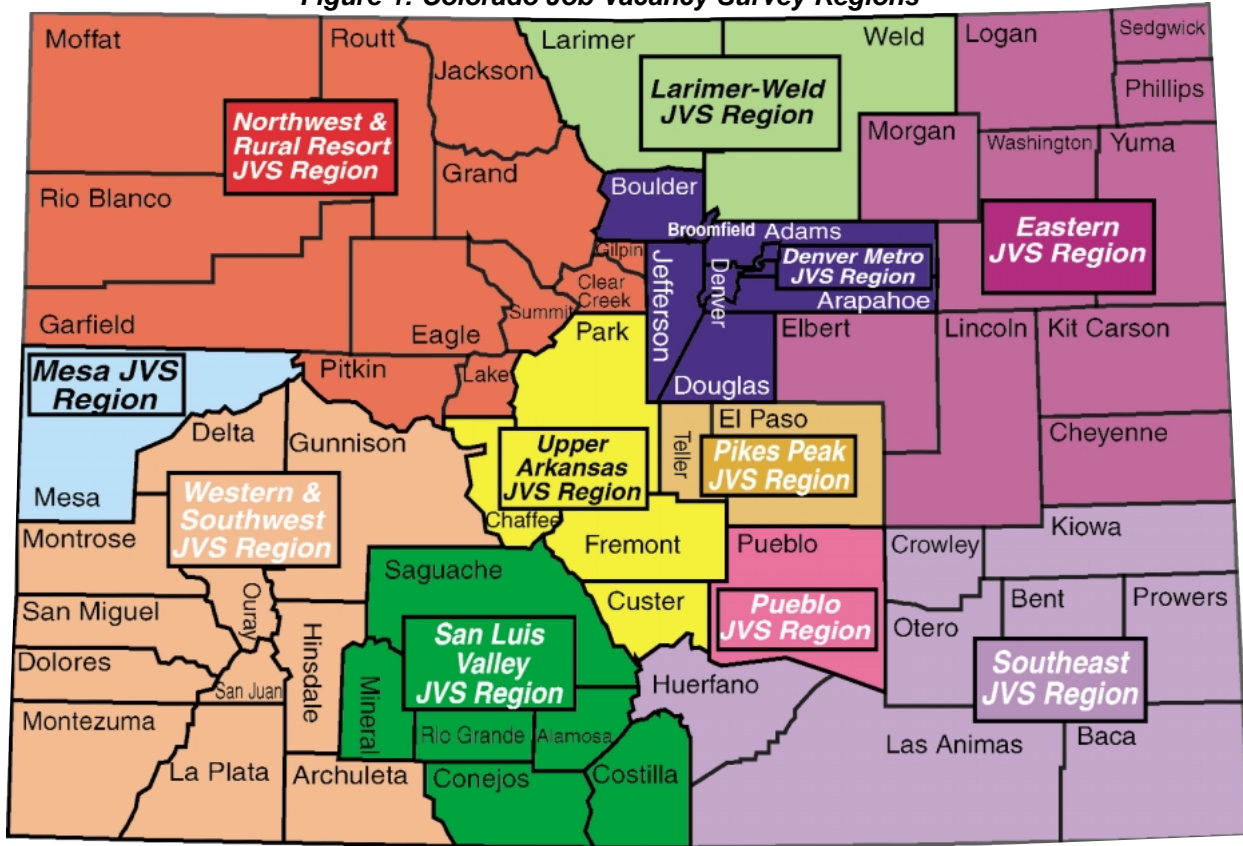 Figure 1. Colorado Job Vacancy Survey Regions
Moffat
Routt
Jackson
Larimer
Weld
Logan
Sedgwick
Phillips
Northwest &
Rural Resort
JVS Region
Larimer-Weld
JVS Region
Morgan
Washington
Yuma
Rio Blanco
Grand
Boulder
Broomfield
Adams
Eastern
JVS Region
Gilpin
Jefferson
Denver
Denver Metro
JVS Region
Clear
Creek
Arapahoe
Garfield
Eagle
Summit
Park
Elbert
Lincoln
Kit Carson
Mesa JVS
Region
Pitkin
Lake
Douglas
Delta
Gunnison
Upper
Arkansas
JVS Region
Teller
El Paso
Pikes Peak
JVS Region
Cheyenne
Mesa
Western &
Southwest
JVS Region
Chaffee
Montrose
Fremont
Pueblo
Crowley
Kiowa
Saguache
San Miguel
Ouray
Custer
Pueblo
JVS Region
Bent
Prowers
Otero
Hinsdale
San Luis
Valley
JVS Region
Southeast
JVS Region
Dolores
San Juan
Mineral
Huerfano
Montezuma
Rio Grande
Alamosa
Las Animas
Baca
La Plata
Archuleta
Conejos
Costilla